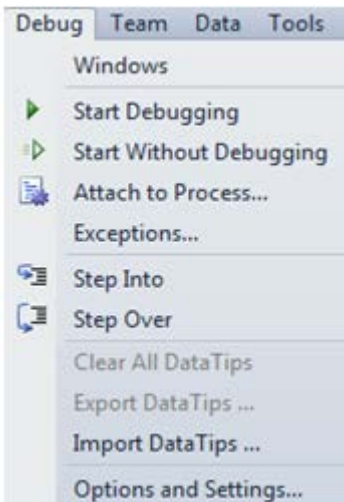 Debug Team Data Tools
Windows
Start Debugging
Start Without Debugging
Attach to Process...
Exceptions...
Step Into
Step Over
Clear All DataTips
Export DataTips ...
Import DataTips ...
Options and Settings...